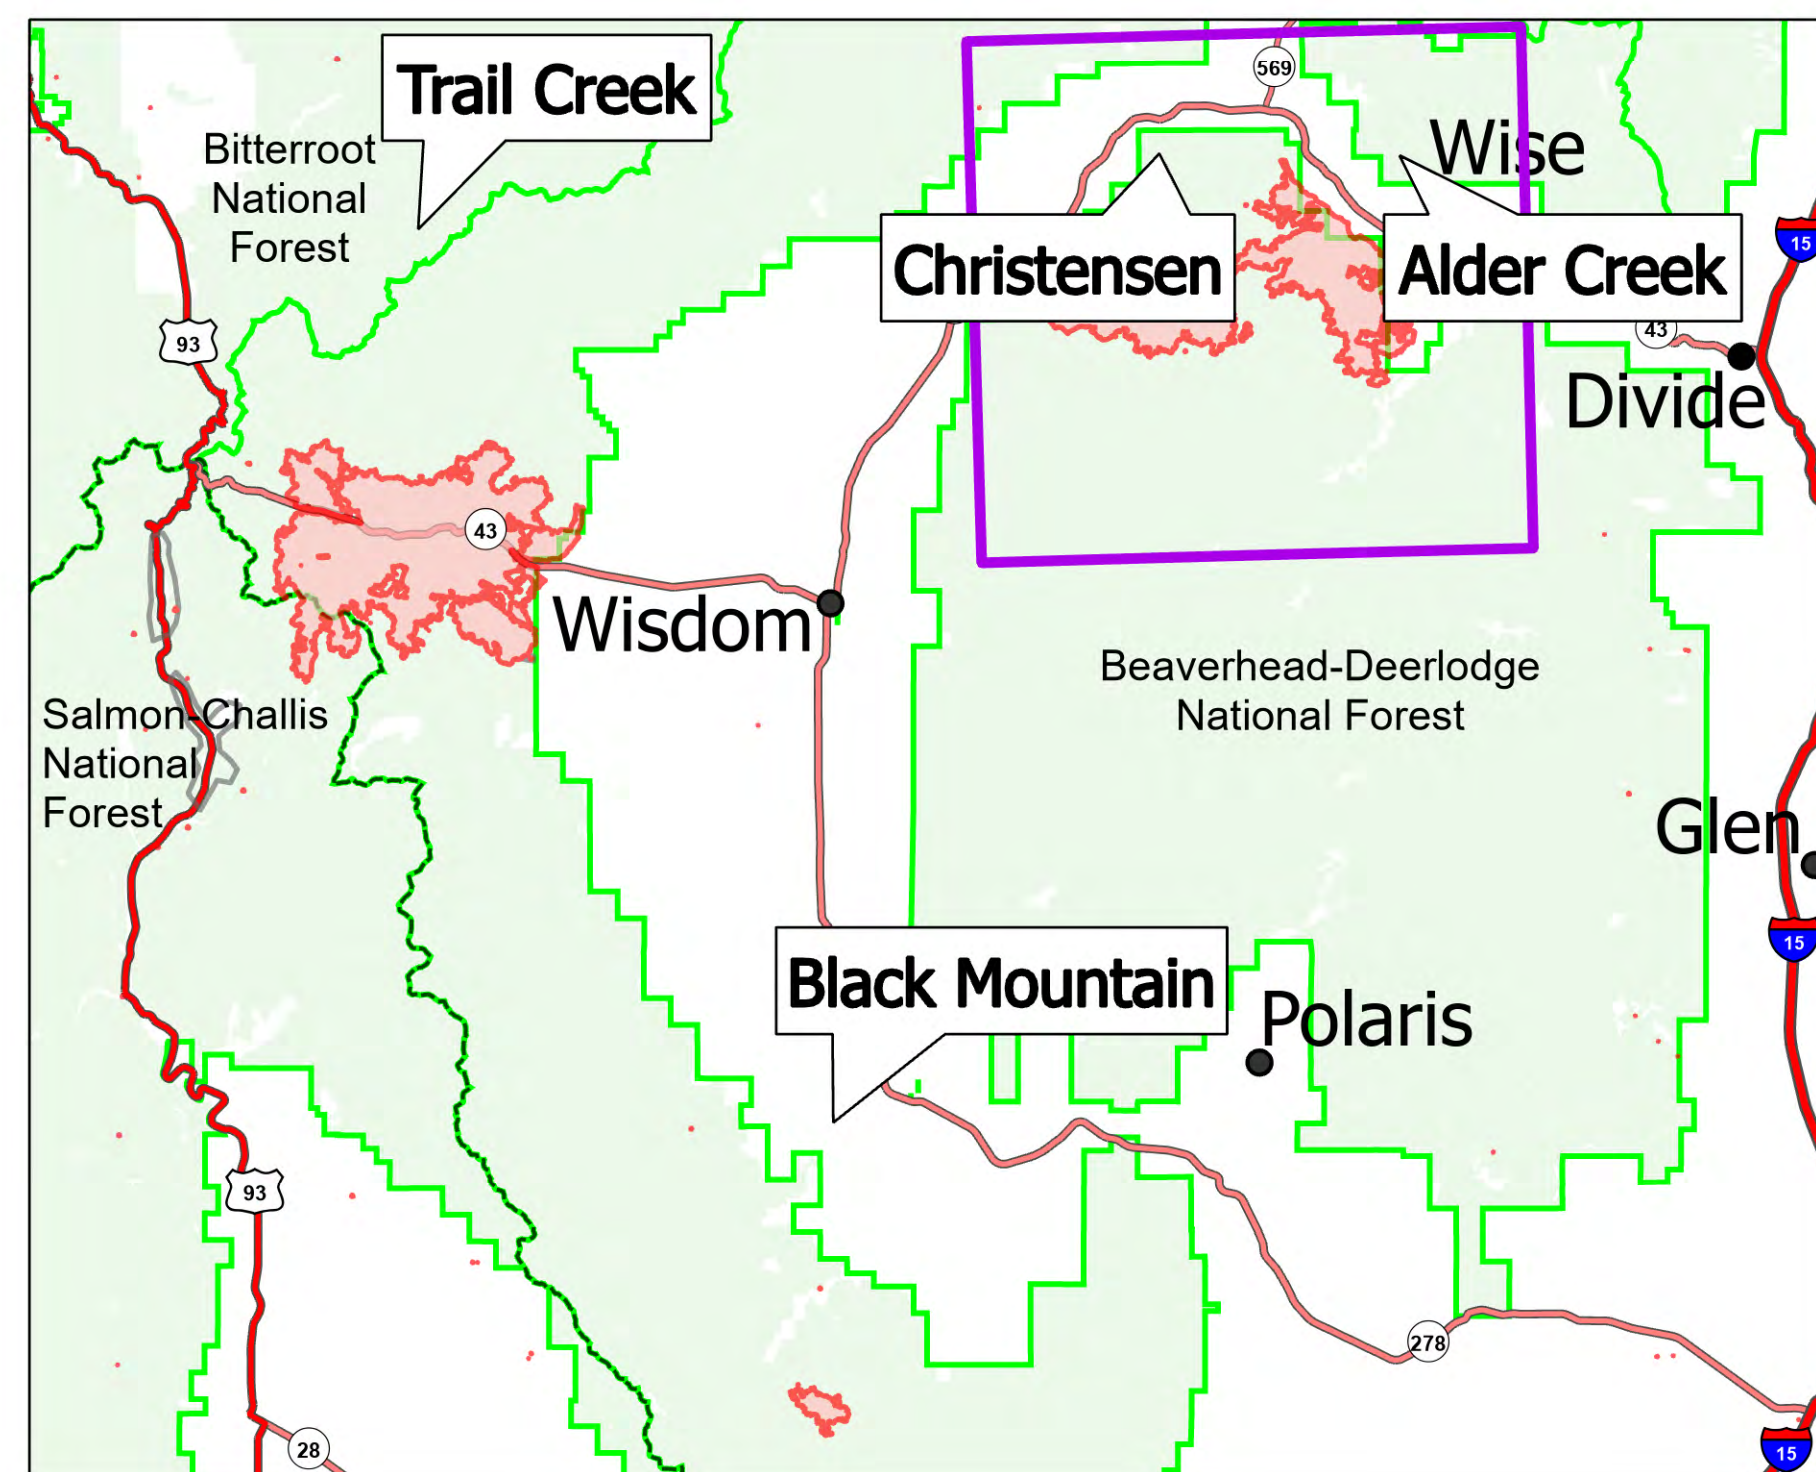 569
Trail Creek
Bitterroot
National
Forest
Wise
Christensen
Alder Creek
15
93
43
Divide
43
Wisdom
Beaverhead-Deerlodge
National Forest
Salmon-Challis
National
Forest
Glen
15
Black Mountain
Polaris
93
278
28
15